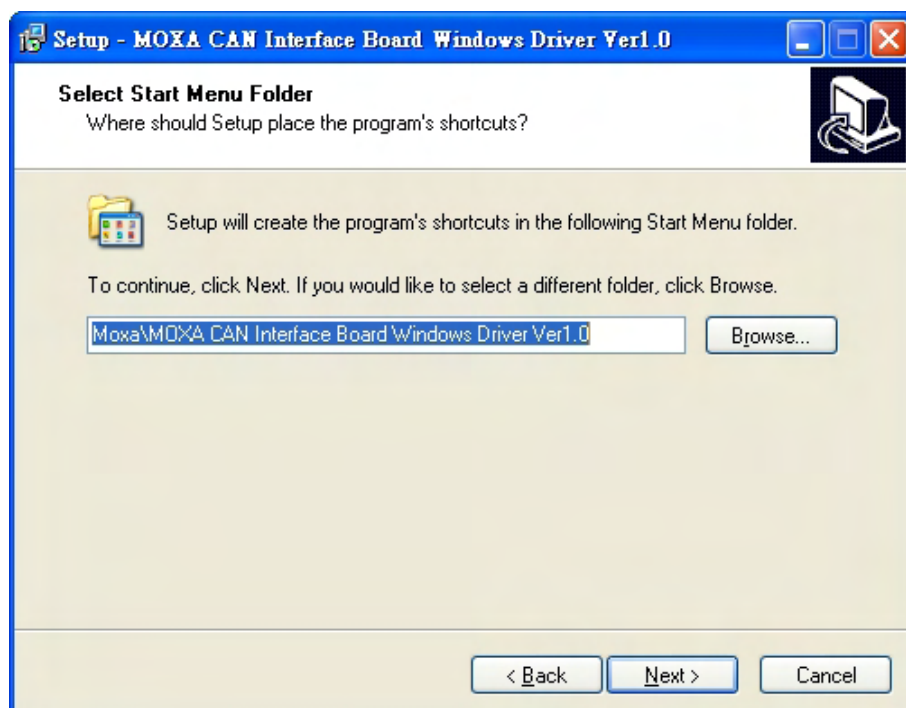 Setup - MOXA CAN Interface Board Windows Driver Ver1.0
Select Start Menu Folder
Where should Setup place the program's shortcuts?
Setup will create the program's shortcuts in the following Start Menu folder.
To continue, click Next. If you would like to select a different folder, click Browse.
Moxa\MOXA CAN Interface Board Windows Driver Ver1.0
Browse...
< Back
Next >
Cancel